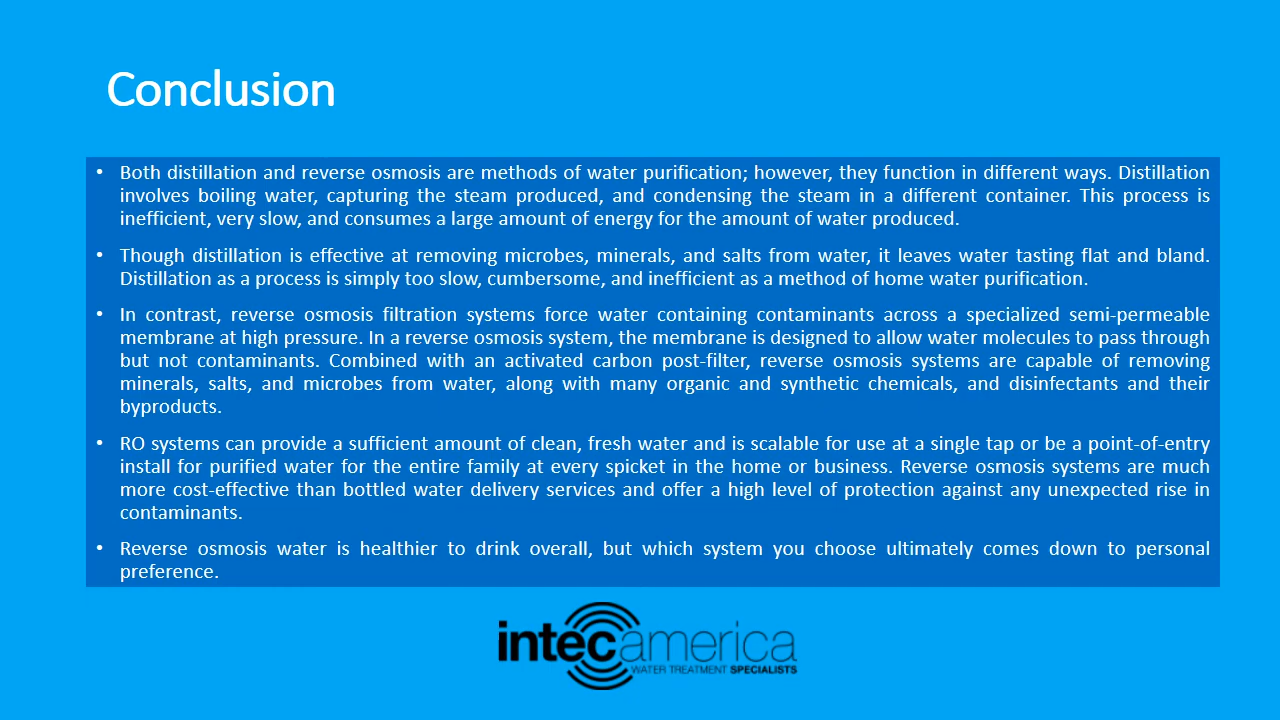 Conclusion
• Both distillation and reverse osmosis are methods of water purification; however, they function in different ways. Distillation
involves boiling water, capturing the steam produced, and condensing the steam in a different container. This process is
inefficient, very slow, and consumes a large amount of energy for the amount of water produced.
• Though distillation is effective at removing microbes, minerals, and salts from water, it leaves water tasting flat and bland.
Distillation as a process is simply too slow, cumbersome, and inefficient as a method of home water purification.
• In contrast, reverse osmosis filtration systems force water containing contaminants across a specialized semi-permeable
membrane at high pressure. In a reverse osmosis system, the membrane is designed to allow water molecules to pass through
but not contaminants. Combined with an activated carbon post-filter, reverse osmosis systems are capable of removing
minerals, salts, and microbes from water, along with many organic and synthetic chemicals, and disinfectants and their
byproducts.
• RO systems can provide a sufficient amount of clean, fresh water and is scalable for use at a single tap or be a point-of-entry
install for purified water for the entire family at every spicket in the home or business. Reverse osmosis systems are much
more cost-effective than bottled water delivery services and offer a high level of protection against any unexpected rise in
contaminants.
• Reverse osmosis water is healthier to drink overall, but which system you choose ultimately comes down to personal
preference.
intecamerica
WATER TREATMENT SPECIALISTS